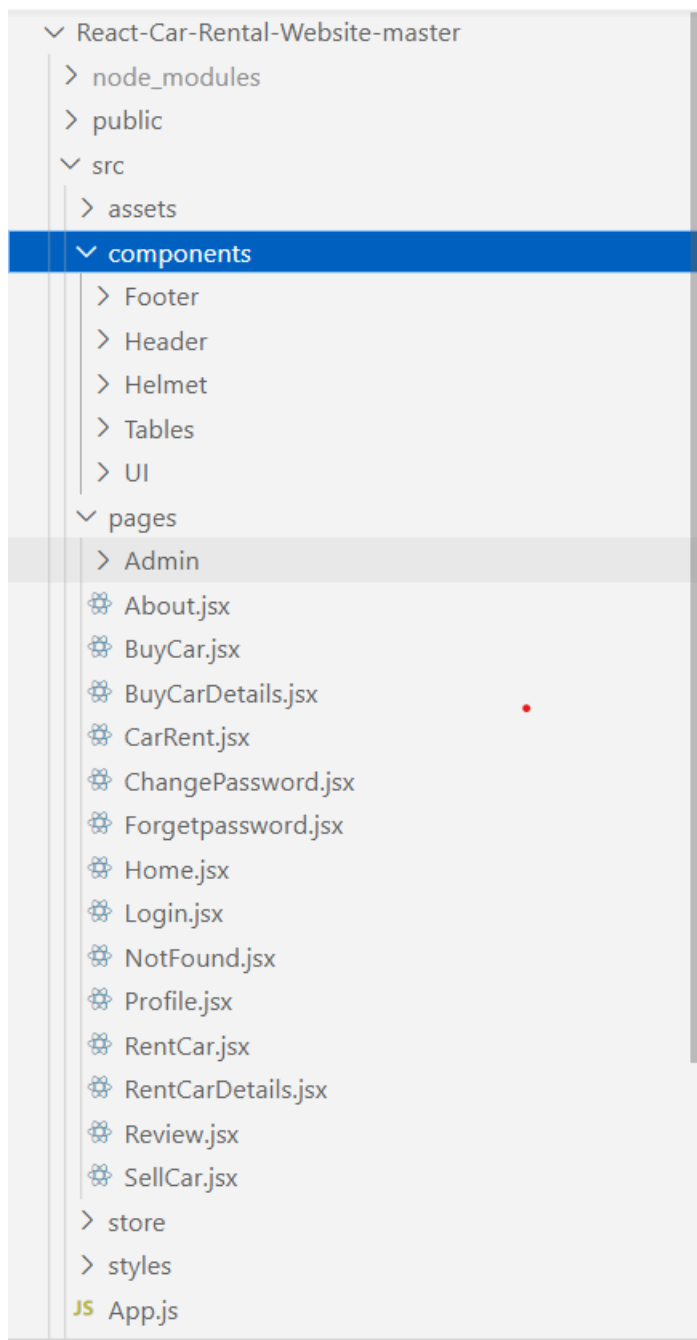 React-Car-Rental-Website-master
node_modules
public
src
assets
components
Footer
Header
Helmet
Tables
UI
pages
Admin
About.jsx
BuyCar.jsx
BuyCarDetails.jsx
CarRent.jsx
ChangePassword.jsx
Forgetpassword.jsx
Home.jsx
Login.jsx
NotFound.jsx
Profile.jsx
RentCar.jsx
RentCarDetails.jsx
Review.jsx
SellCar.jsx
store
styles
JS App.js